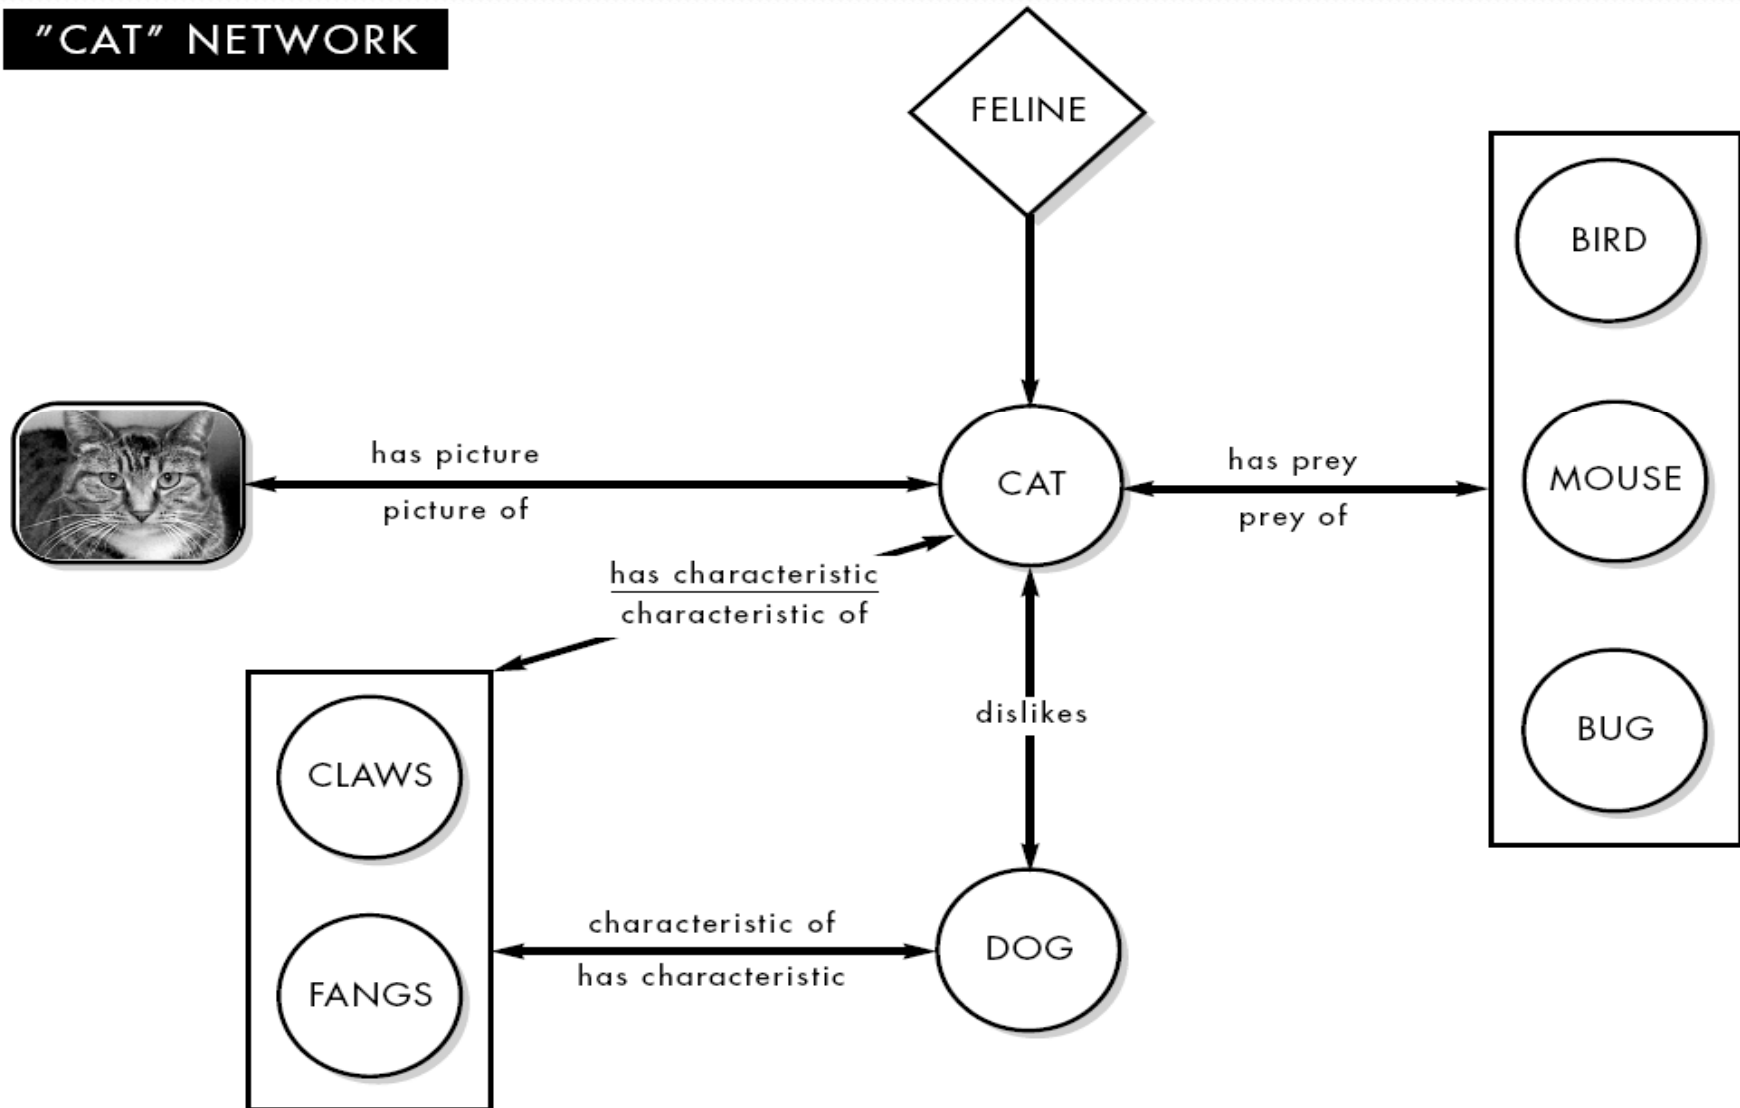 "CAT" NETWORK
FELINE
BIRD
has picture
picture of
CAT
has prey
prey of
MOUSE
has characteristic
characteristic of
dislikes
BUG
CLAWS
characteristic of
has characteristic
DOG
FANGS